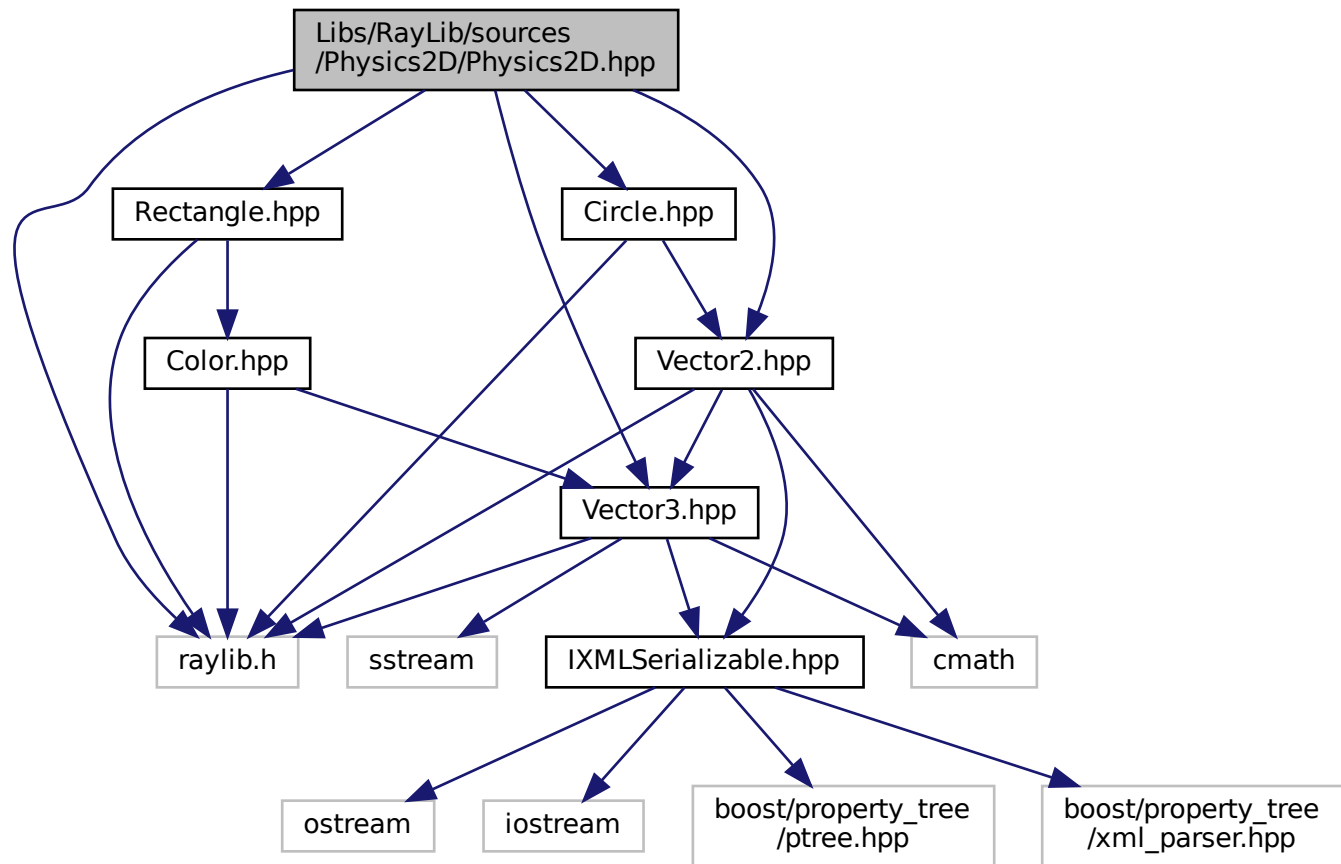 Libs/RayLib/sources
/Physics2D/Physics2D.hpp
Rectangle.hpp
Circle.hpp
Color.hpp
Vector2.hpp
Vector3.hpp
raylib.h
sstream
IXMLSerializable.hpp
cmath
ostream
iostream
boost/property_tree
/ptree.hpp
boost/property_tree
/xml_parser.hpp